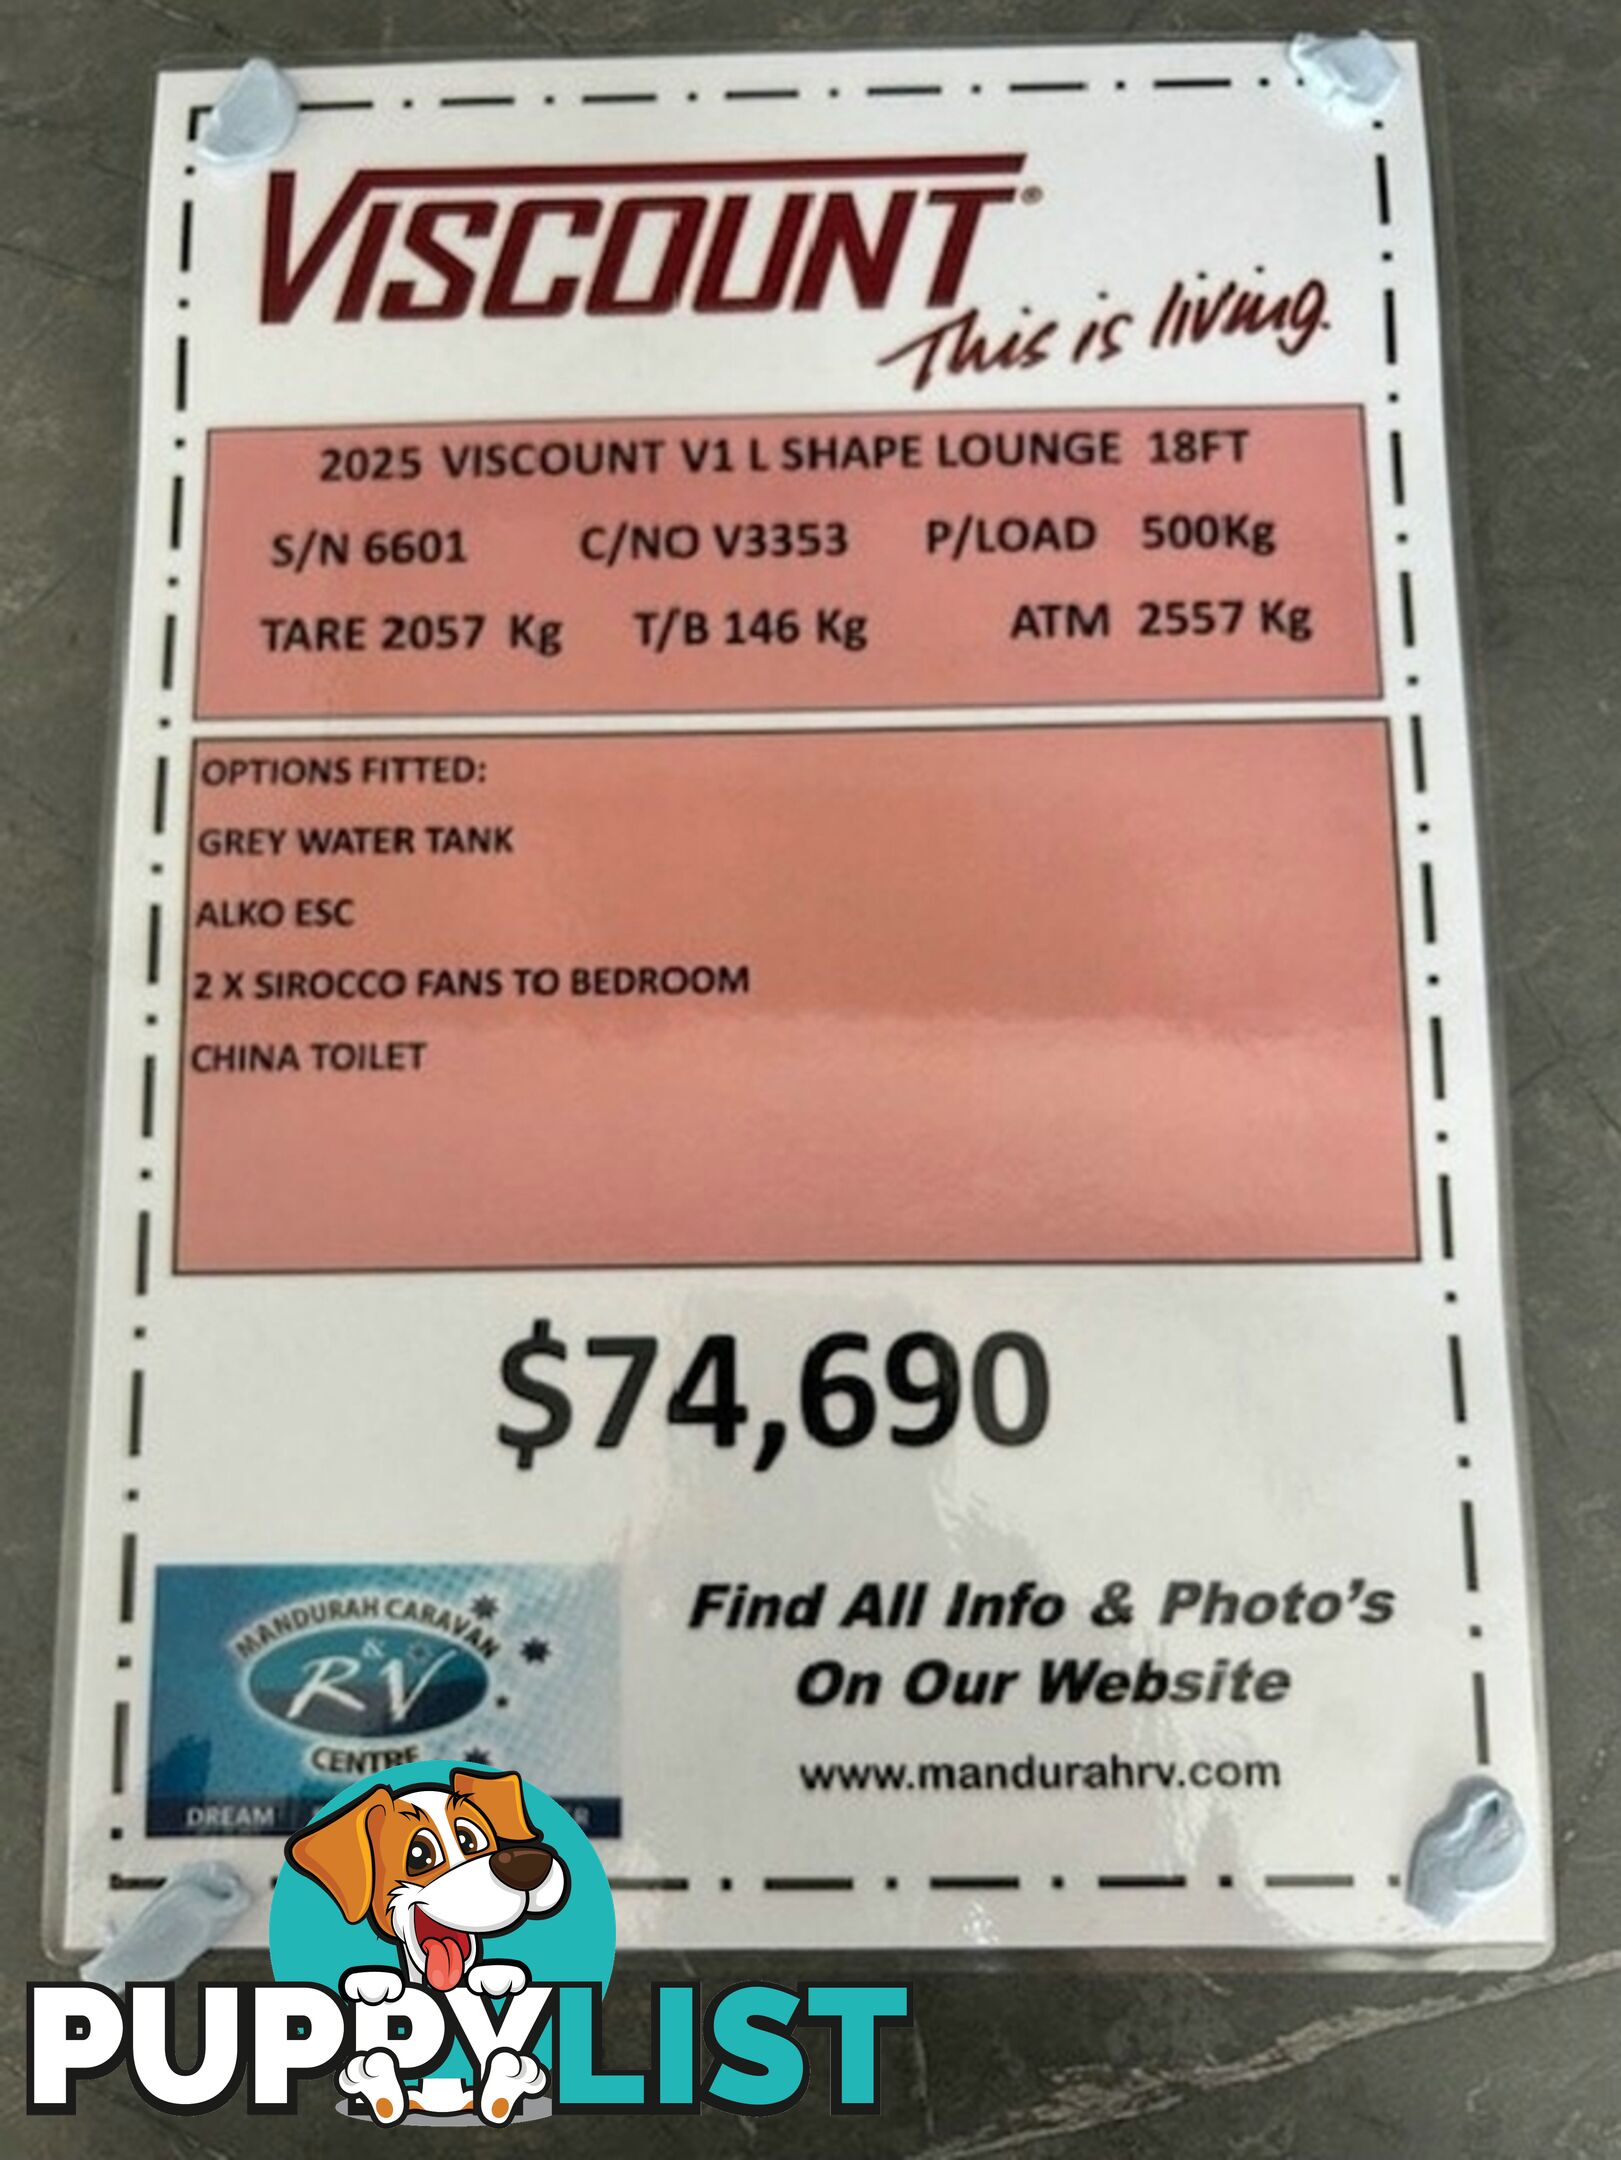 VISCOUNT®
This is living.
2025 VISCOUNT V1 L SHAPE LOUNGE 18FT
S/N 6601 C/NO V3353 P/LOAD 500Kg
TARE 2057 Kg T/B 146 Kg ATM 2557 Kg
OPTIONS FITTED:
GREY WATER TANK
ALKO ESC
2 X SIROCCO FANS TO BEDROOM
CHINA TOILET
$74,690
MANDURAH CARAVAN
& RV
CENTRE
DREAM
Find All Info & Photo's
On Our Website
www.mandurahrv.com
PUPPYLIST